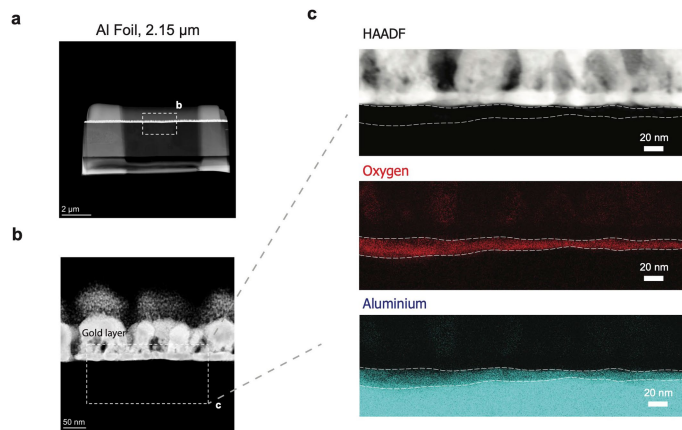 a
Al Foil, 2.15 µm
b
2 µm
b
Gold layer
c
50 nm
c
HAADF
20 nm
Oxygen
20 nm
Aluminium
20 nm